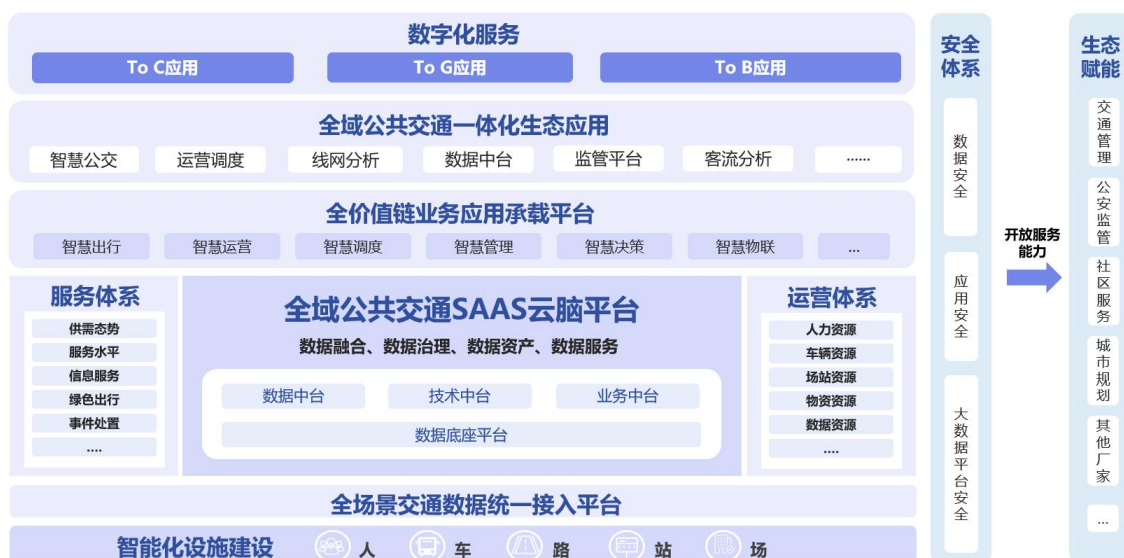 数字化服务
To C应用
To G应用
To B应用
全域公共交通一体化生态应用
智慧公交
运营调度
线网分析
数据中台
监管平台
客流分析
......
全价值链业务应用承载平台
智慧出行
智慧运营
智慧调度
智慧管理
智慧决策
智慧物联
...
服务体系
供需态势
服务水平
信息服务
绿色出行
事件处置
....
全域公共交通SAAS云脑平台
数据融合、数据治理、数据资产、数据服务
数据中台
技术中台
业务中台
数据底座平台
运营体系
人力资源
车辆资源
场站资源
物资资源
数据资源
....
全场景交通数据统一接入平台
智能化设施建设
人
车
路
站
场
安全
体系
数据安全
应用安全
大数据平台安全
开放服务
能力
生态
赋能
交通管理
公安监管
社区服务
城市规划
其他厂家
...